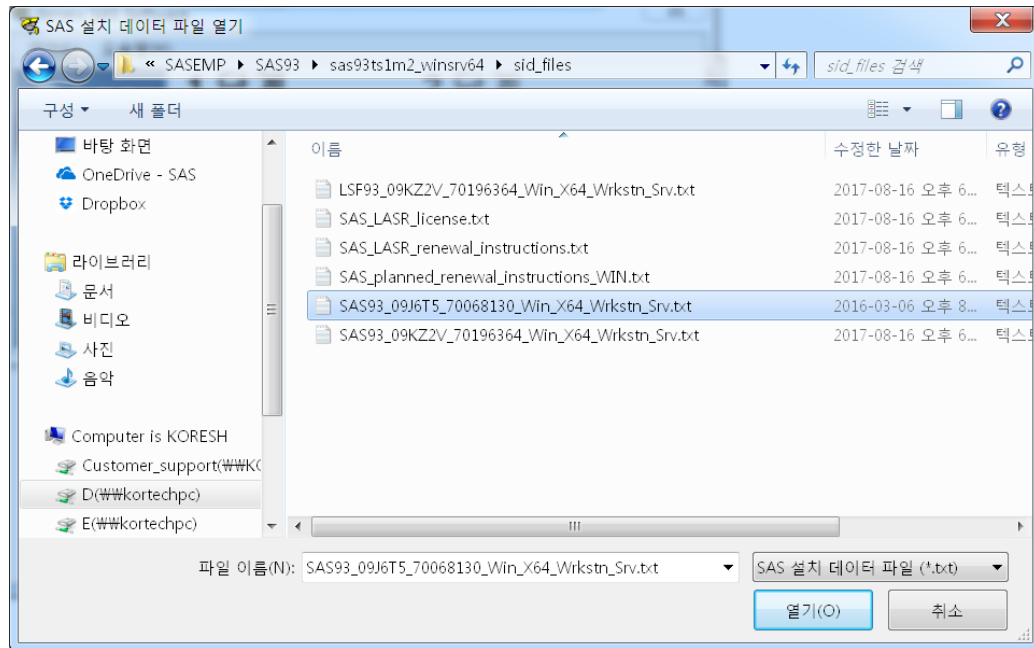 SAS 설치 데이터 파일 열기
« SASEMP ▸ SAS93 ▸ sas93ts1m2_winsrv64 ▸ sid_files
sid_files 검색
구성 새 폴더
바탕 화면
OneDrive - SAS
Dropbox
라이브러리
문서
비디오
사진
음악
Computer is KORESH
Customer_support(₩₩KO
D(₩₩kortechpc)
E(₩₩kortechpc)
이름 수정한 날짜 유형
LSF93_09KZ2V_70196364_Win_X64_Wrkstn_Srv.txt 2017-08-16 오후 6... 텍스트
SAS_LASR_license.txt 2017-08-16 오후 6... 텍스트
SAS_LASR_renewal_instructions.txt 2017-08-16 오후 6... 텍스트
SAS_planned_renewal_instructions_WIN.txt 2017-08-16 오후 6... 텍스트
SAS93_09J6T5_70068130_Win_X64_Wrkstn_Srv.txt 2016-03-06 오후 8... 텍스트
SAS93_09KZ2V_70196364_Win_X64_Wrkstn_Srv.txt 2017-08-16 오후 6... 텍스트
파일 이름(N): SAS93_09J6T5_70068130_Win_X64_Wrkstn_Srv.txt
SAS 설치 데이터 파일 (*.txt)
열기(O) 취소